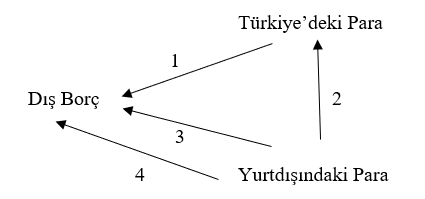 Türkiye’deki Para
1
Dış Borç
2
3
4
Yurtdışındaki Para